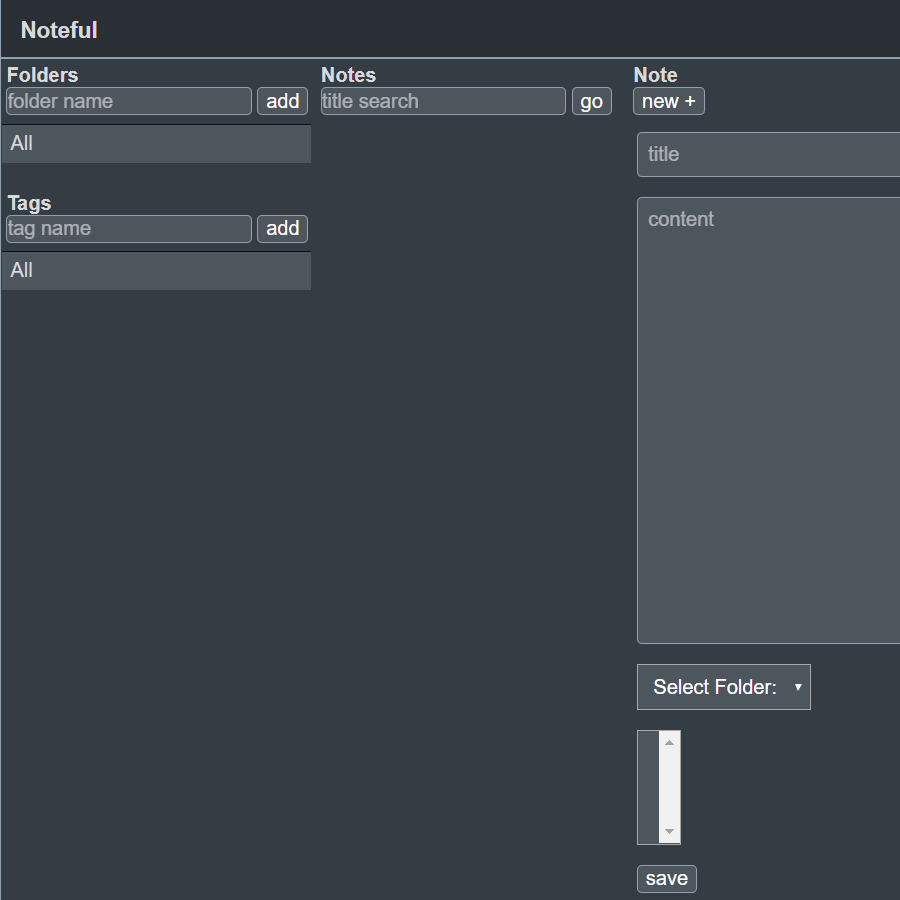 Noteful
Folders
folder name add
All
Tags
tag name add
All
Notes
title search go
Note
new +
title
content
Select Folder:
save